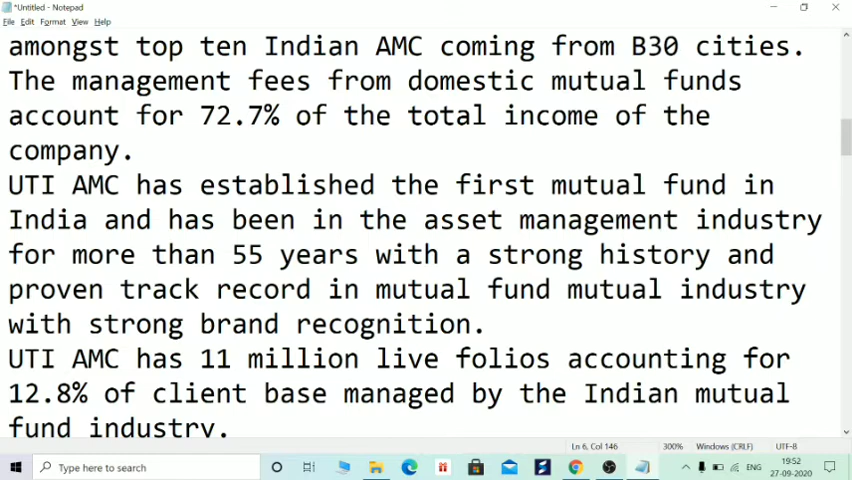 *Untitled - Notepad
File Edit Format View Help
amongst top ten Indian AMC coming from B30 cities.
The management fees from domestic mutual funds
account for 72.7% of the total income of the
company.
UTI AMC has established the first mutual fund in
India and has been in the asset management industry
for more than 55 years with a strong history and
proven track record in mutual fund mutual industry
with strong brand recognition.
UTI AMC has 11 million live folios accounting for
12.8% of client base managed by the Indian mutual
fund industry.
Ln 6, Col 146 300% Windows (CRLF) UTF-8
Type here to search ENG 19:52
27-09-2020